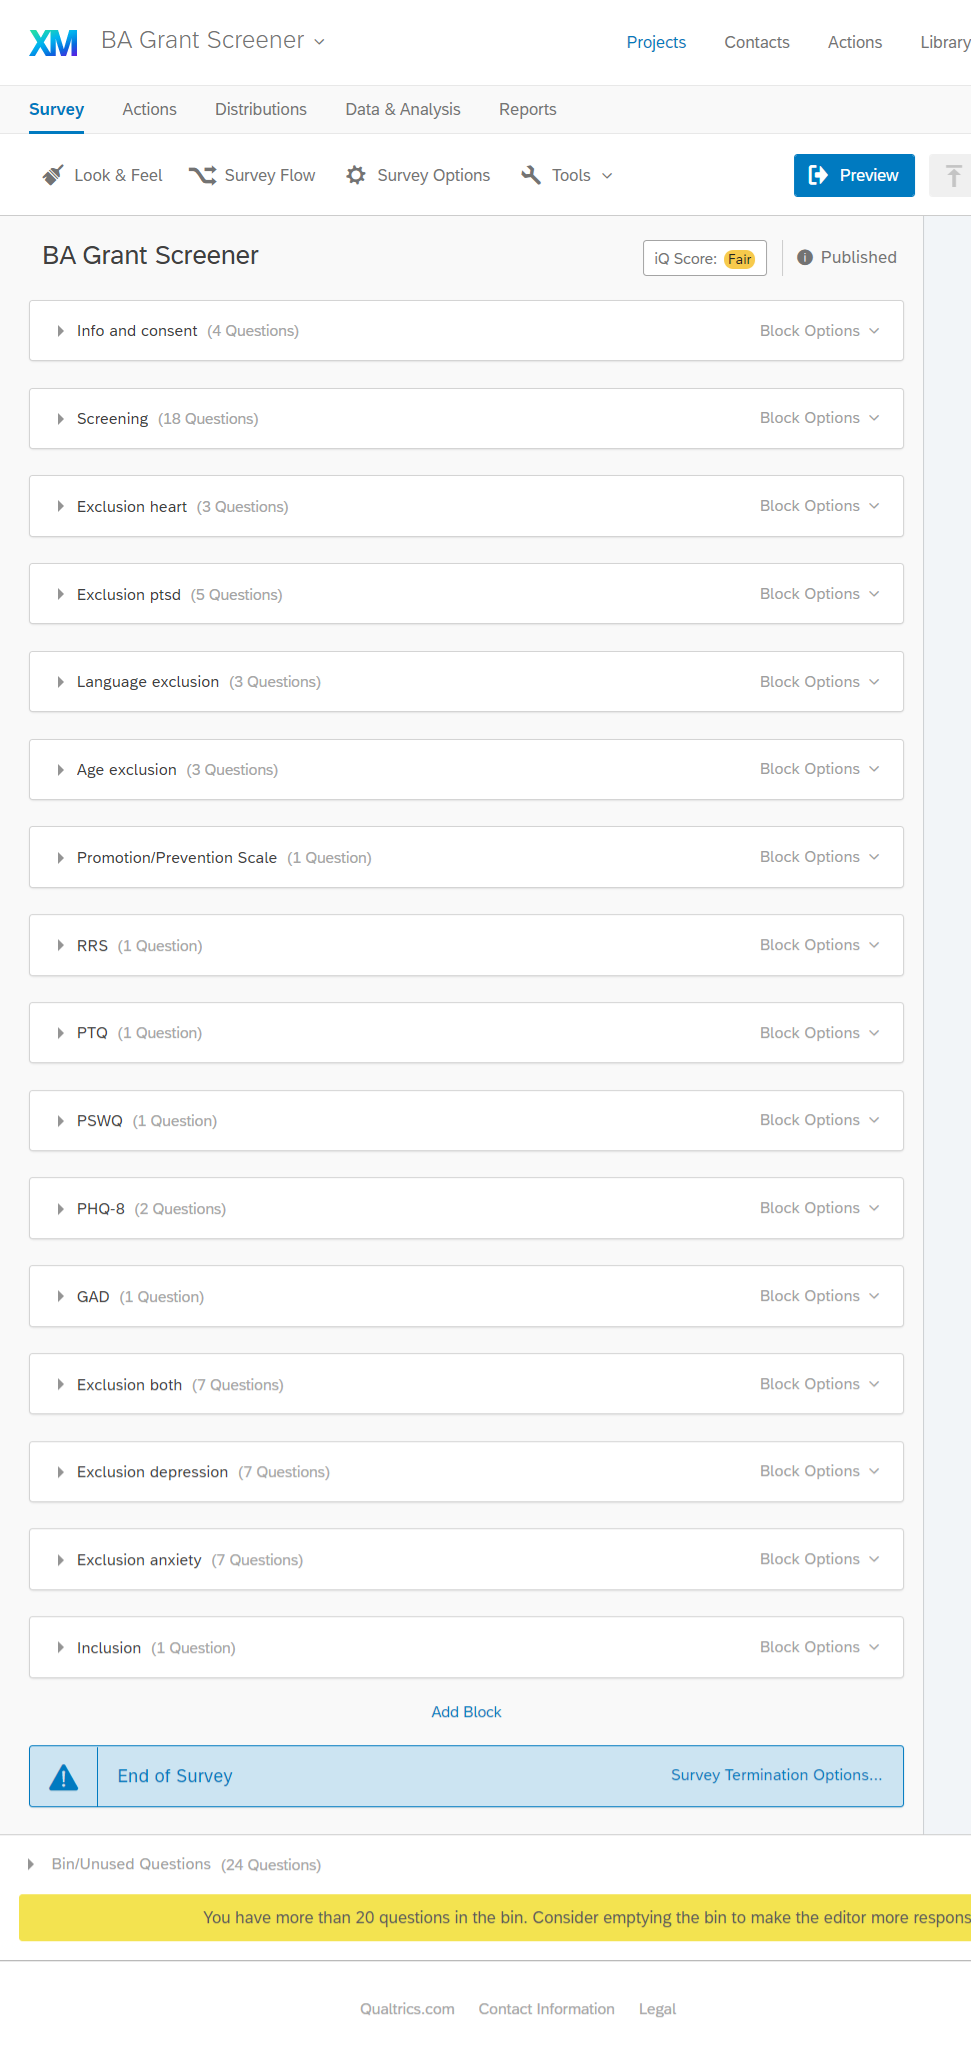 XM BA Grant Screener Projects Contacts Actions Library
Survey Actions Distributions Data & Analysis Reports
Look & Feel Survey Flow Survey Options Tools Preview
BA Grant Screener iQ Score: Fair Published
Info and consent (4 Questions) Block Options
Screening (18 Questions) Block Options
Exclusion heart (3 Questions) Block Options
Exclusion ptsd (5 Questions) Block Options
Language exclusion (3 Questions) Block Options
Age exclusion (3 Questions) Block Options
Promotion/Prevention Scale (1 Question) Block Options
RRS (1 Question) Block Options
PTQ (1 Question) Block Options
PSWQ (1 Question) Block Options
PHQ-8 (2 Questions) Block Options
GAD (1 Question) Block Options
Exclusion both (7 Questions) Block Options
Exclusion depression (7 Questions) Block Options
Exclusion anxiety (7 Questions) Block Options
Inclusion (1 Question) Block Options
Add Block
End of Survey Survey Termination Options...
Bin/Unused Questions (24 Questions)
You have more than 20 questions in the bin. Consider emptying the bin to make the editor more respons
Qualtrics.com Contact Information Legal